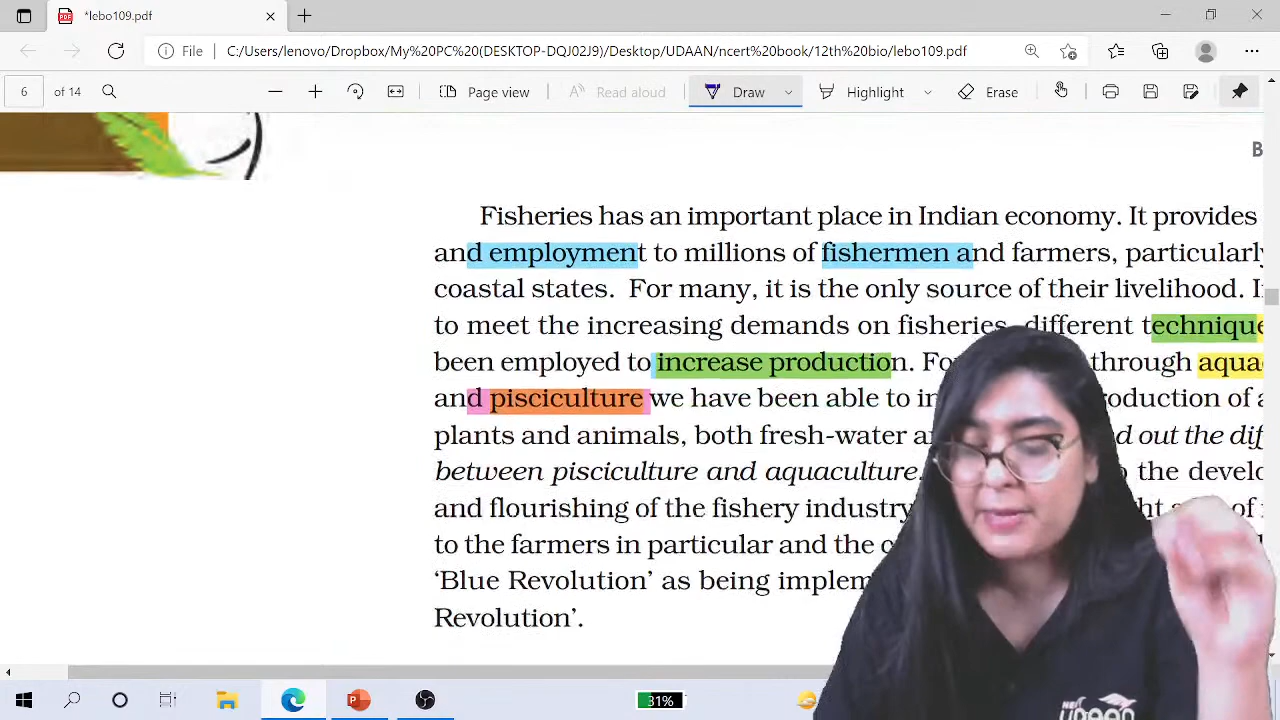 *lebo109.pdf
File C:/Users/lenovo/Dropbox/My%20PC%20(DESKTOP-DQJ02J9)/Desktop/UDAAN/ncert%20book/12th%20bio/lebo109.pdf
6 of 14 Page view Read aloud Draw Highlight Erase
B
Fisheries has an important place in Indian economy. It provides
and employment to millions of fishermen and farmers, particularly
coastal states. For many, it is the only source of their livelihood. I
to meet the increasing demands on fisheries, different technique
been employed to increase production. Fo through aqua
and pisciculture we have been able to in roduction of a
plants and animals, both fresh-water a d out the dif
between pisciculture and aquaculture. the develo
and flourishing of the fishery industry ht a of
to the farmers in particular and the c
‘Blue Revolution’ as being implem
Revolution’.
31%
UDAAN